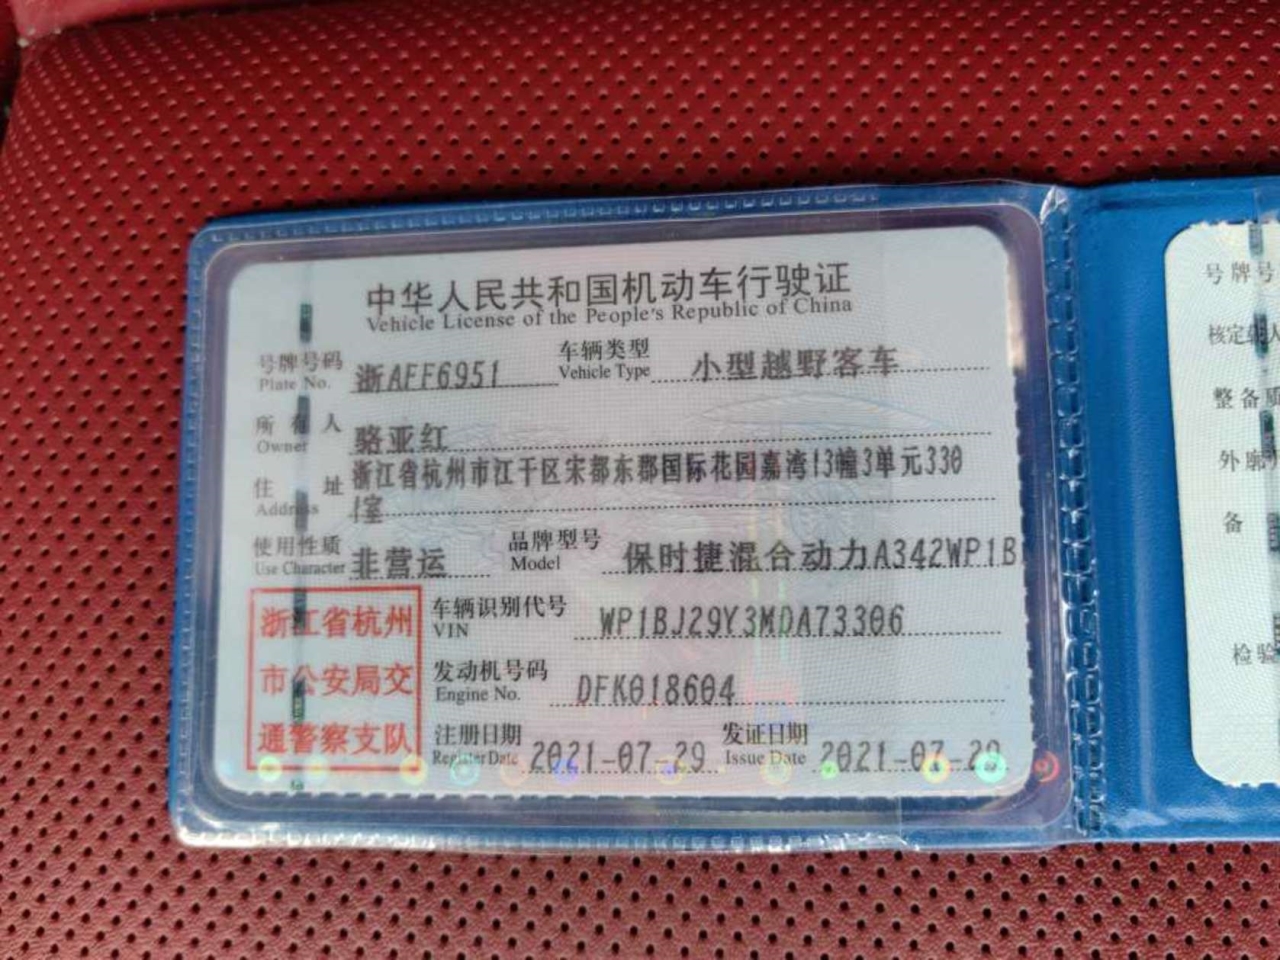 中华人民共和国机动车行驶证
Vehicle License of the People's Republic of China
号牌号码 浙AFF6951 车辆类型 小型越野客车
Plate No. Vehicle Type
所有人 骆亚红
Owner
住址 浙江省杭州市江干区宋都东郡国际花园嘉湾13幢3单元330
Address 1室
使用性质 非营运 品牌型号 保时捷混合动力A342WP1B
Use Character Model
浙江省杭州
市公安局交
通警察支队
车辆识别代号 WP1BJ29Y3MDA73306
VIN
发动机号码 DFK018604
Engine No.
注册日期 2021-07-29 发证日期 2021-07-29
Register Date Issue Date
号牌号
核定载人
整备质
外廓
备
检验